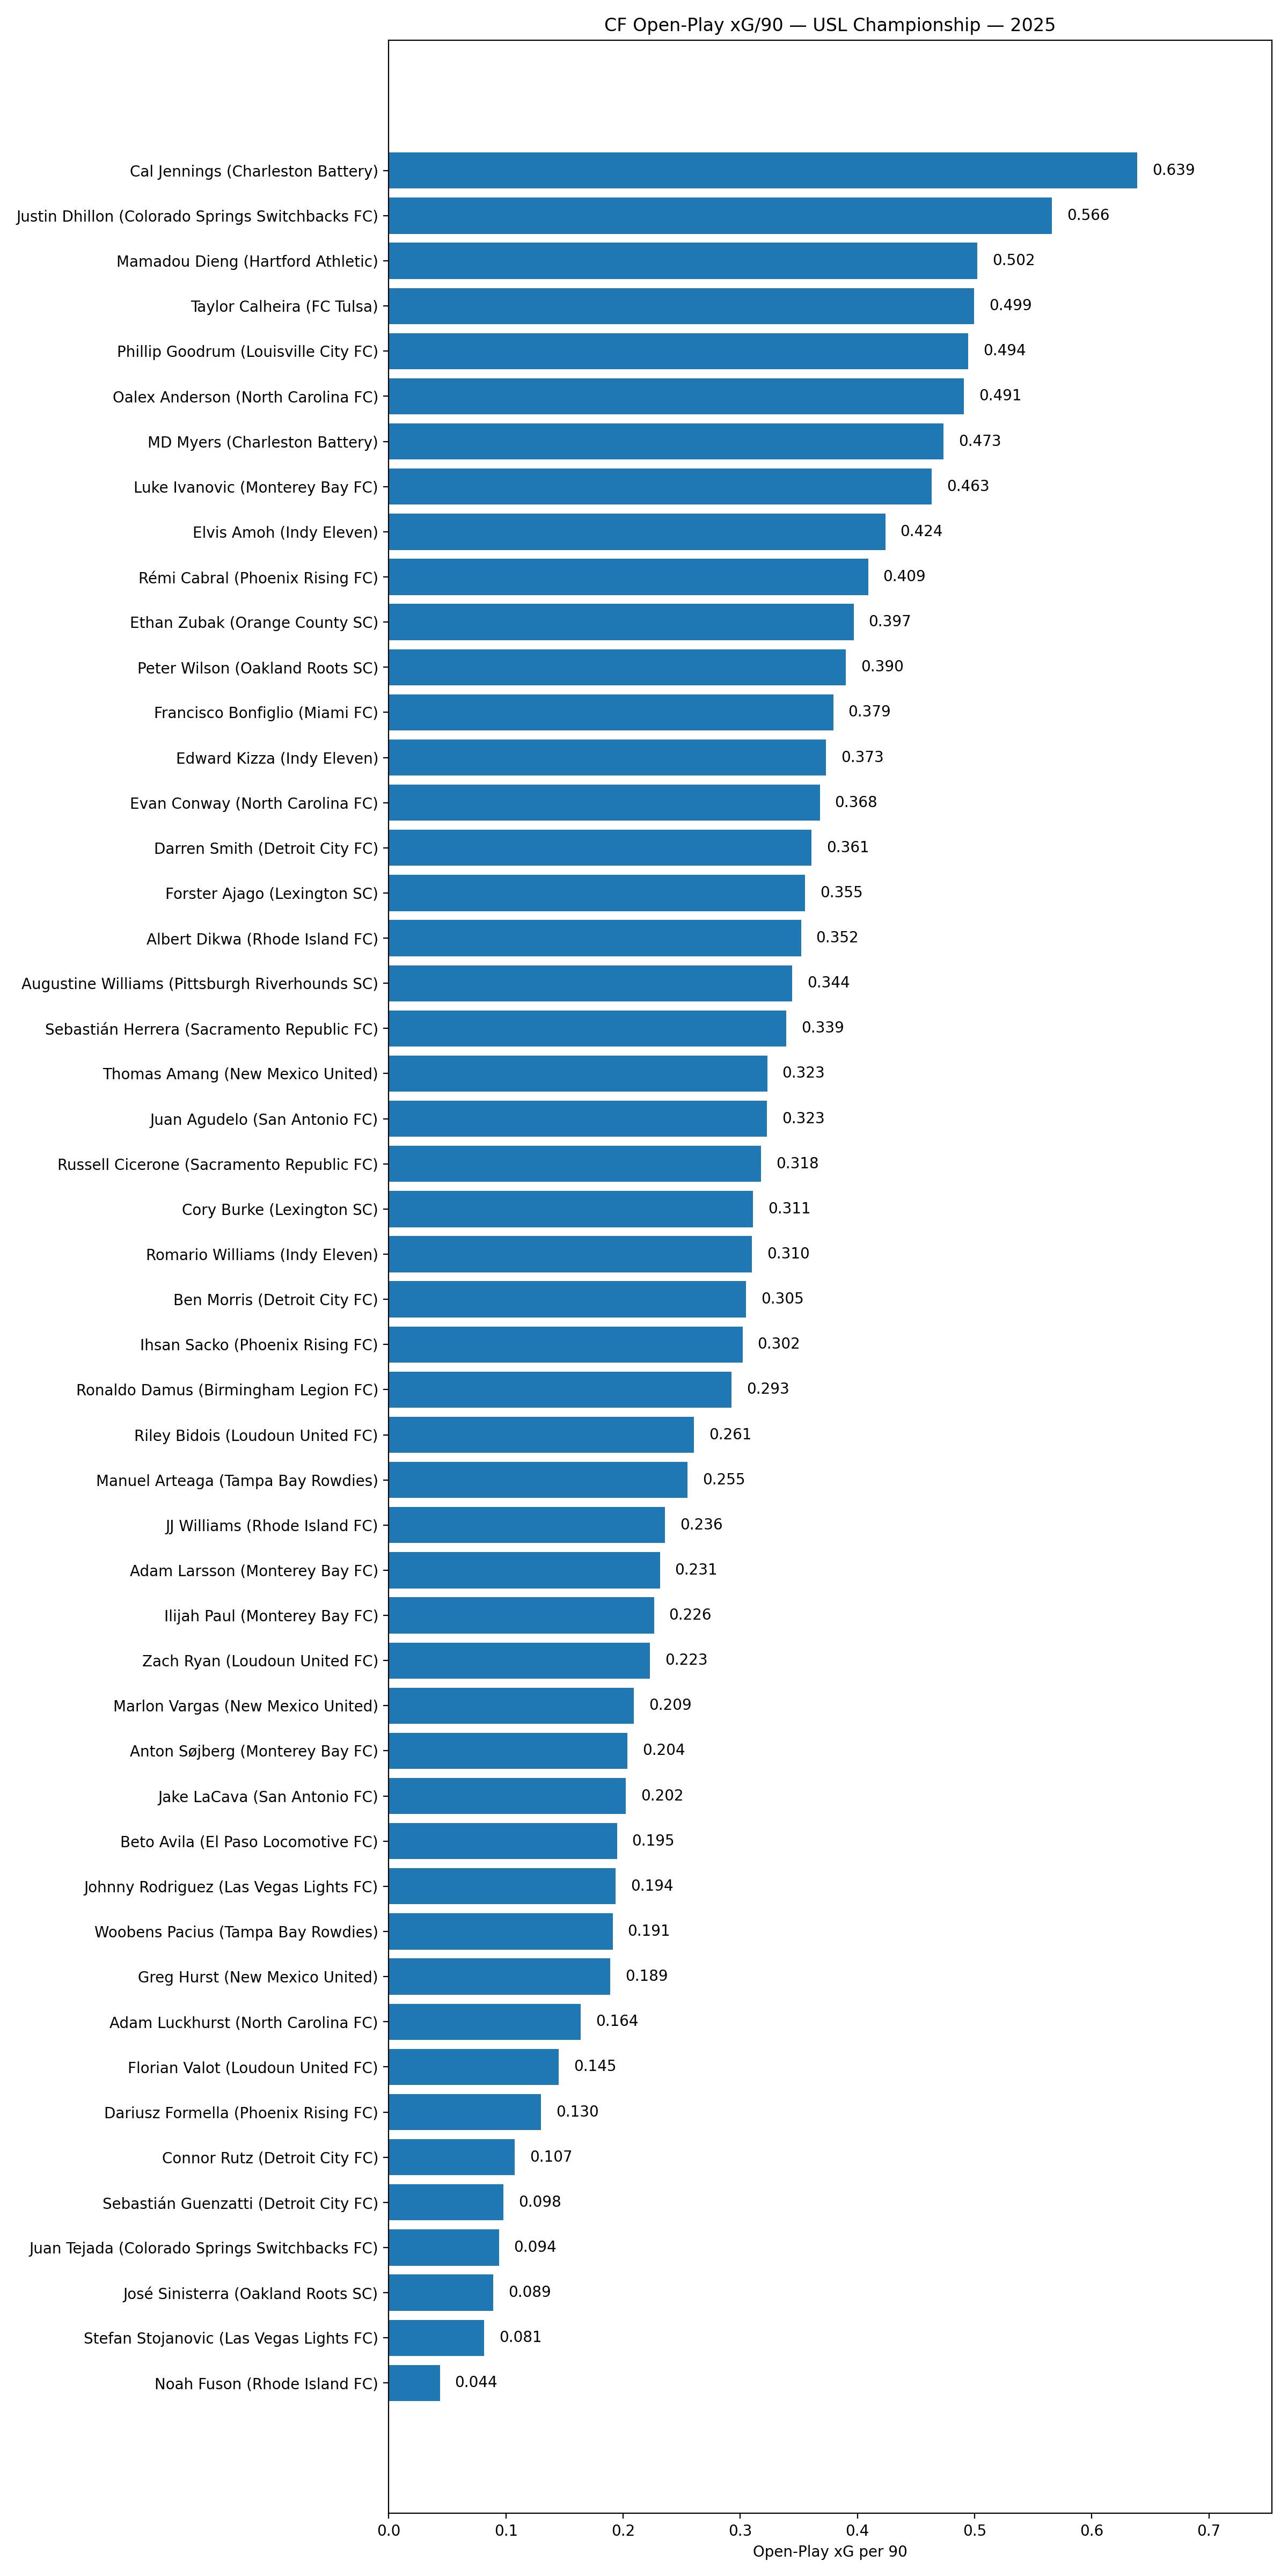 CF Open-Play xG/90 — USL Championship — 2025
Cal Jennings (Charleston Battery) 0.639
Justin Dhillon (Colorado Springs Switchbacks FC) 0.566
Mamadou Dieng (Hartford Athletic) 0.502
Taylor Calheira (FC Tulsa) 0.499
Phillip Goodrum (Louisville City FC) 0.494
Oalex Anderson (North Carolina FC) 0.491
MD Myers (Charleston Battery) 0.473
Luke Ivanovic (Monterey Bay FC) 0.463
Elvis Amoh (Indy Eleven) 0.424
Rémi Cabral (Phoenix Rising FC) 0.409
Ethan Zubak (Orange County SC) 0.397
Peter Wilson (Oakland Roots SC) 0.390
Francisco Bonfiglio (Miami FC) 0.379
Edward Kizza (Indy Eleven) 0.373
Evan Conway (North Carolina FC) 0.368
Darren Smith (Detroit City FC) 0.361
Forster Ajago (Lexington SC) 0.355
Albert Dikwa (Rhode Island FC) 0.352
Augustine Williams (Pittsburgh Riverhounds SC) 0.344
Sebastián Herrera (Sacramento Republic FC) 0.339
Thomas Amang (New Mexico United) 0.323
Juan Agudelo (San Antonio FC) 0.323
Russell Cicerone (Sacramento Republic FC) 0.318
Cory Burke (Lexington SC) 0.311
Romario Williams (Indy Eleven) 0.310
Ben Morris (Detroit City FC) 0.305
Ihsan Sacko (Phoenix Rising FC) 0.302
Ronaldo Damus (Birmingham Legion FC) 0.293
Riley Bidois (Loudoun United FC) 0.261
Manuel Arteaga (Tampa Bay Rowdies) 0.255
JJ Williams (Rhode Island FC) 0.236
Adam Larsson (Monterey Bay FC) 0.231
Ilijah Paul (Monterey Bay FC) 0.226
Zach Ryan (Loudoun United FC) 0.223
Marlon Vargas (New Mexico United) 0.209
Anton Søjberg (Monterey Bay FC) 0.204
Jake LaCava (San Antonio FC) 0.202
Beto Avila (El Paso Locomotive FC) 0.195
Johnny Rodriguez (Las Vegas Lights FC) 0.194
Woobens Pacius (Tampa Bay Rowdies) 0.191
Greg Hurst (New Mexico United) 0.189
Adam Luckhurst (North Carolina FC) 0.164
Florian Valot (Loudoun United FC) 0.145
Dariusz Formella (Phoenix Rising FC) 0.130
Connor Rutz (Detroit City FC) 0.107
Sebastián Guenzatti (Detroit City FC) 0.098
Juan Tejada (Colorado Springs Switchbacks FC) 0.094
José Sinisterra (Oakland Roots SC) 0.089
Stefan Stojanovic (Las Vegas Lights FC) 0.081
Noah Fuson (Rhode Island FC) 0.044
0.0 0.1 0.2 0.3 0.4 0.5 0.6 0.7
Open-Play xG per 90